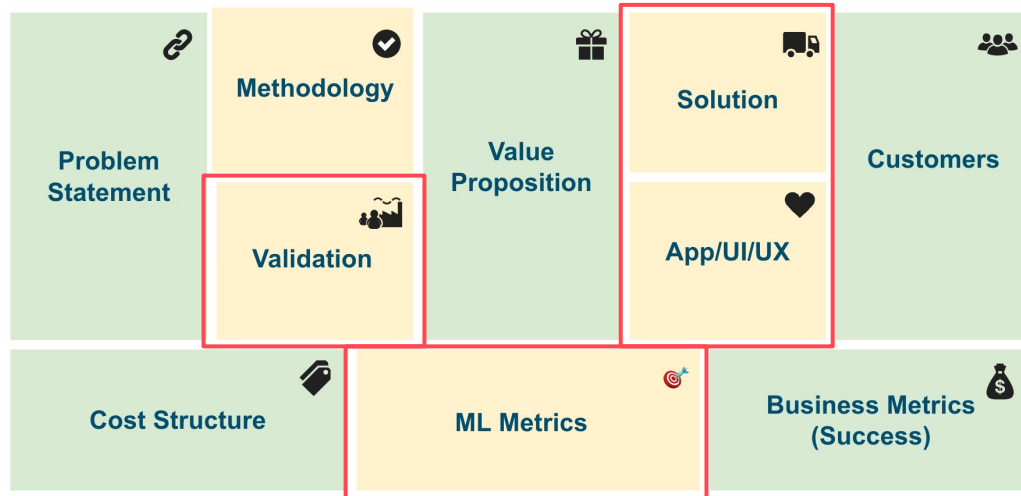 Problem
Statement
Methodology
Validation
Value
Proposition
Solution
App/UI/UX
Customers
Cost Structure
ML Metrics
Business Metrics
(Success)
$